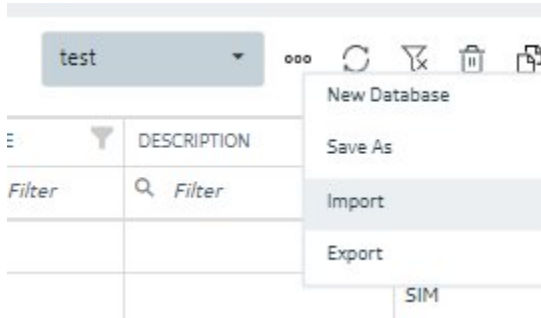 test
New Database
E
DESCRIPTION
Save As
Filter
Filter
Import
Export
SIM